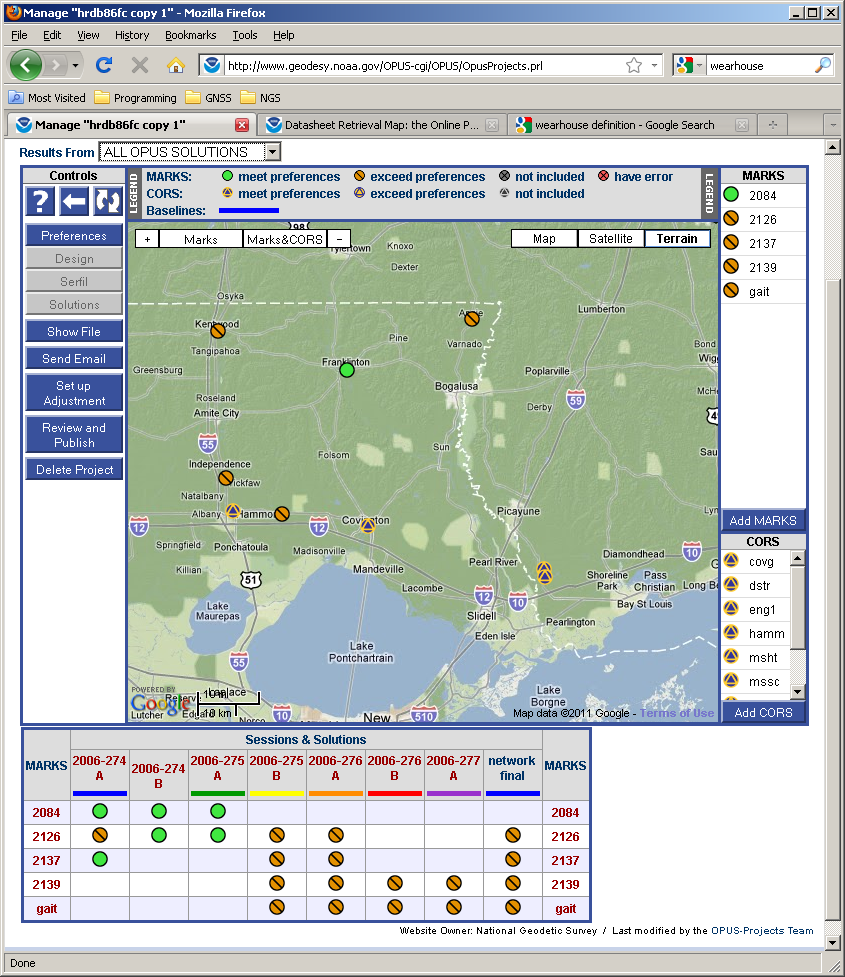 Manage "hrdb86fc copy 1" - Mozilla Firefox
File Edit View History Bookmarks Tools Help
http://www.geodesy.noaa.gov/OPUS-cgi/OPUS/OpusProjects.prl
wearhouse
Most Visited Programming GNSS NGS
Manage "hrdb86fc copy 1" Datasheet Retrieval Map: the Online P... wearhouse definition - Google Search
Results From ALL OPUS SOLUTIONS
Controls
?
Preferences
Design
Serfil
Solutions
Show File
Send Email
Set up
Adjustment
Review and
Publish
Delete Project
LEGEND
MARKS: meet preferences exceed preferences not included have error
CORS: meet preferences exceed preferences not included
Baselines:
LEGEND
+ Marks Marks&CORS -
Map Satellite Terrain
98
Tylertown Knoxo
Dexter
Osyka
Lumberton
Kentwood
Pine
Varnado
Tangipahoa
Franklinton
Bond
Greensburg
Poplarville
Bogalusa
Roseland
59
Derby
Amite City
55
Sun
Folsom
Independence
Natalbany
Albany
Covington
Picayune
12
12
Springfield
Ponchatoula
Madisonville
Diamondhead
10
Killian
Mandeville
Pearl River
Shoreline
Park
Pass
Christian
Long Be
51
Lacombe
12
10
Bay St Louis
Lake
Maurepas
Slidell
Pearlington
Eden Isle
Lake
Pontchartrain
55
Lake
Borgne
Laplace
POWERED BY
Google
10 mi
10 km
Lutcher
10
New
510
Map data ©2011 Google - Terms of Use
MARKS
2084
2126
2137
2139
gait
Add MARKS
CORS
covg
dstr
eng1
hamm
msht
mssc
Add CORS
Sessions & Solutions
MARKS 2006-274 A 2006-274 B 2006-275 A 2006-275 B 2006-276 A 2006-276 B 2006-277 A network final MARKS
2084 2084
2126 2126
2137 2137
2139 2139
gait gait
Website Owner: National Geodetic Survey / Last modified by the OPUS-Projects Team
Done